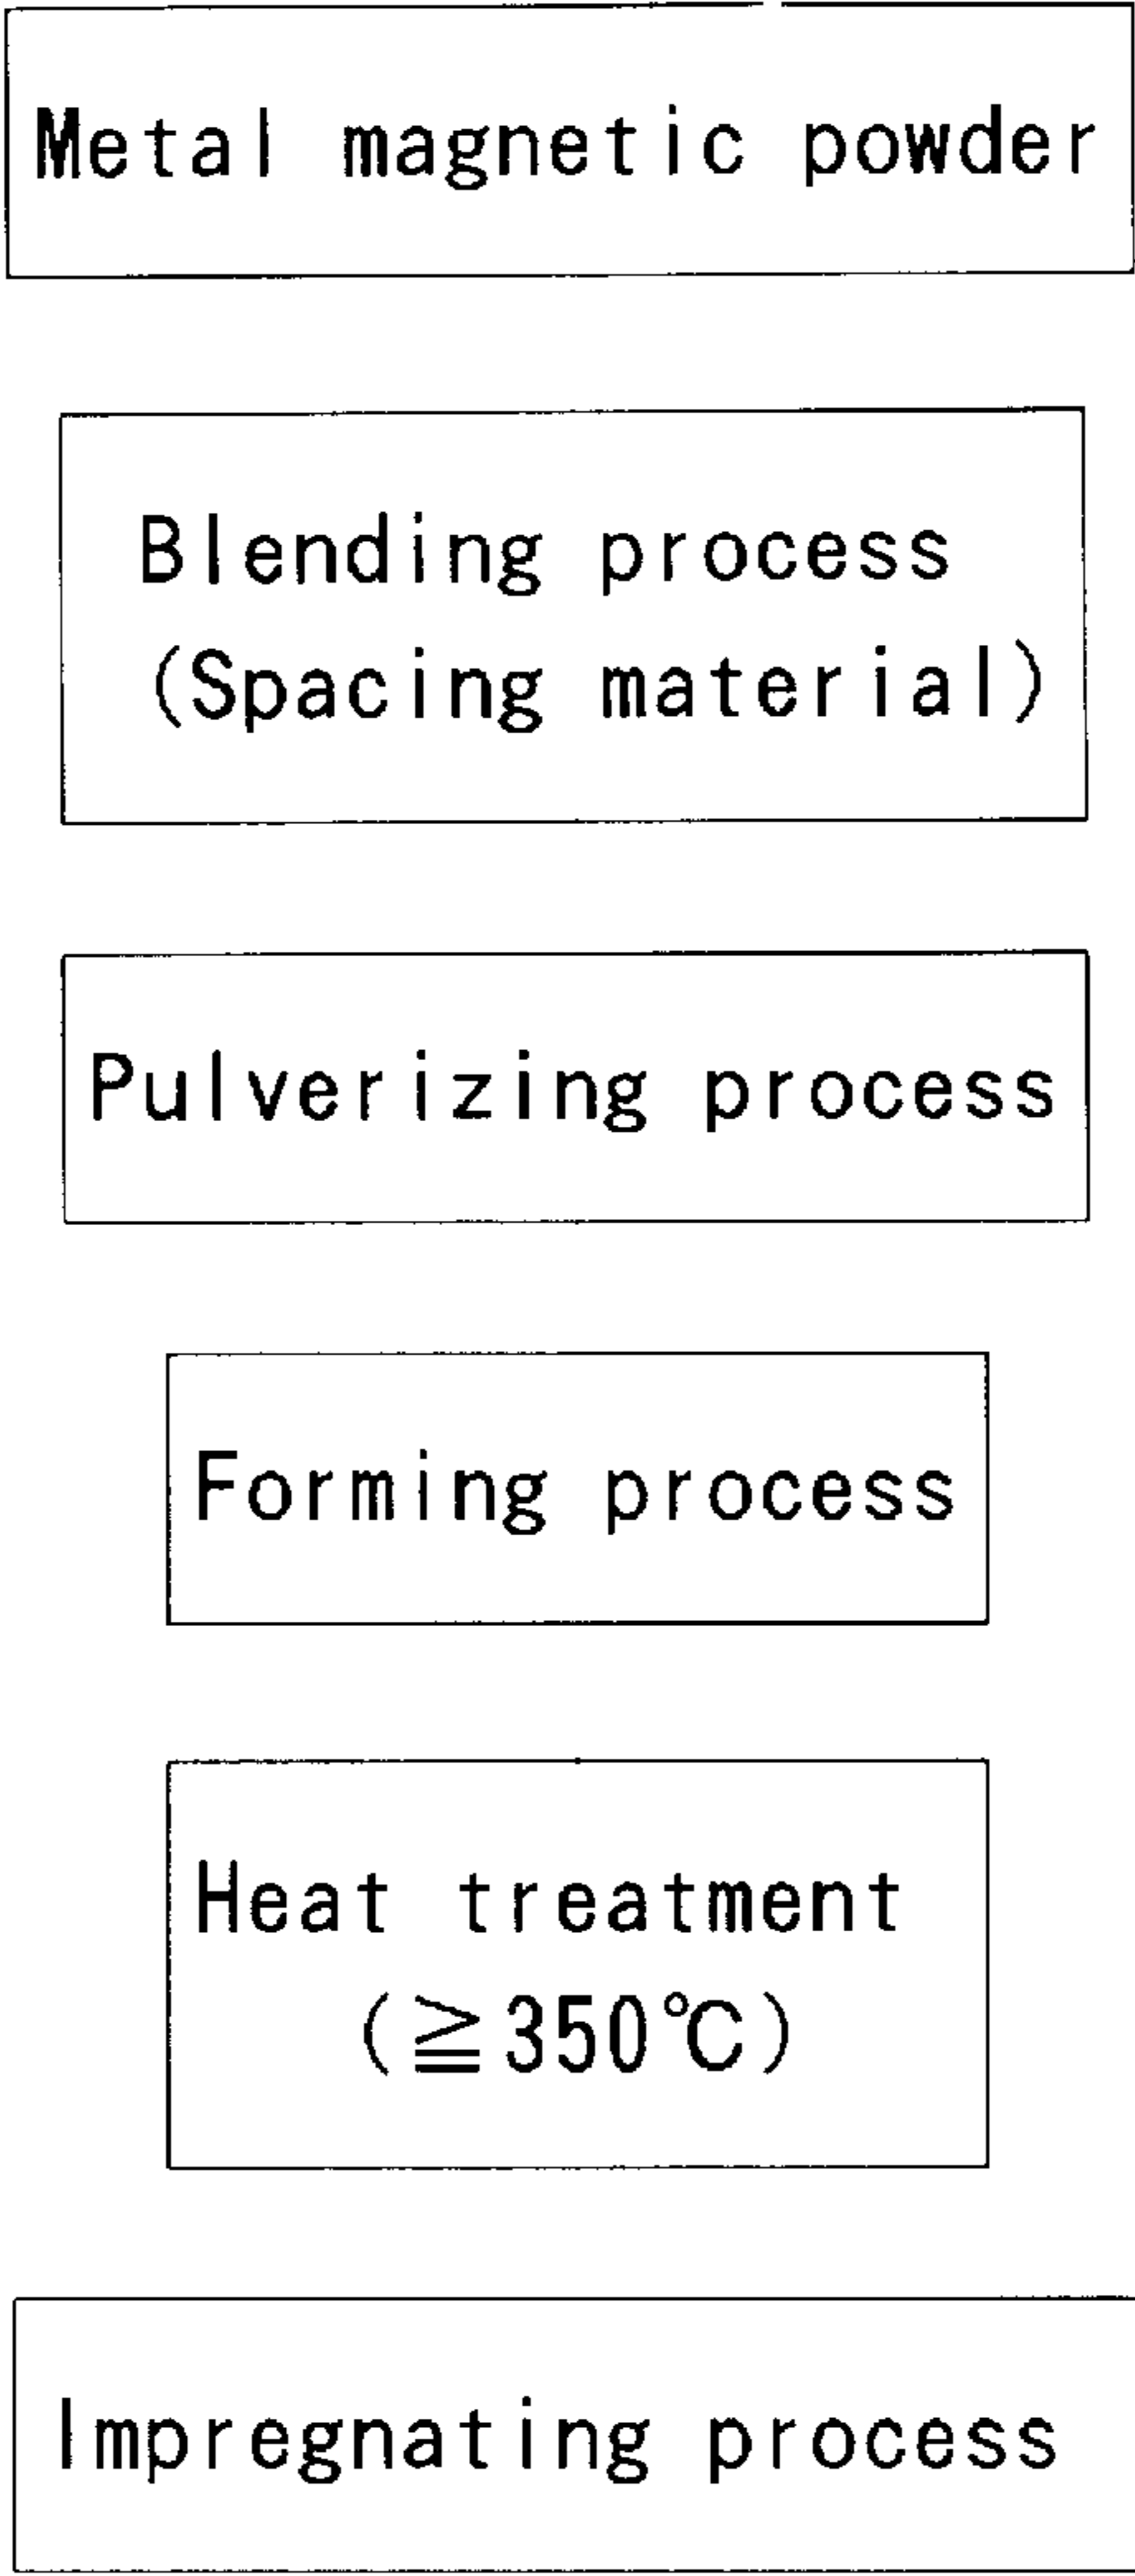 Metal magnetic powder
Blending process
(Spacing material)
Pulverizing process
Forming process
Heat treatment
(≧350℃)
Impregnating process